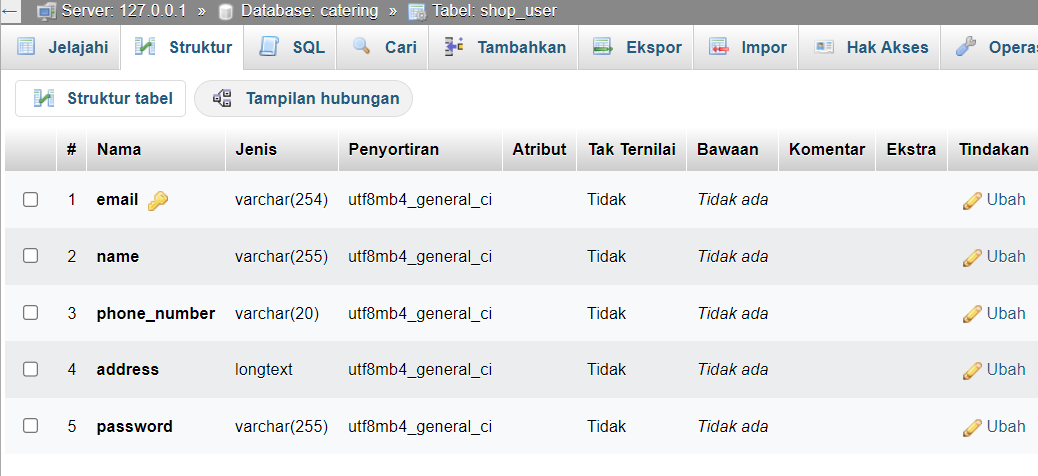 Server: 127.0.0.1 » Database: catering » Tabel: shop_user
Jelajahi Struktur SQL Cari Tambahkan Ekspor Impor Hak Akses
Struktur tabel Tampilan hubungan
# Nama Jenis Penyortiran Atribut Tak Ternilai Bawaan Komentar Ekstra Tindakan
1 email varchar(254) utf8mb4_general_ci Tidak Tidak ada Ubah
2 name varchar(255) utf8mb4_general_ci Tidak Tidak ada Ubah
3 phone_number varchar(20) utf8mb4_general_ci Tidak Tidak ada Ubah
4 address longtext utf8mb4_general_ci Tidak Tidak ada Ubah
5 password varchar(255) utf8mb4_general_ci Tidak Tidak ada Ubah